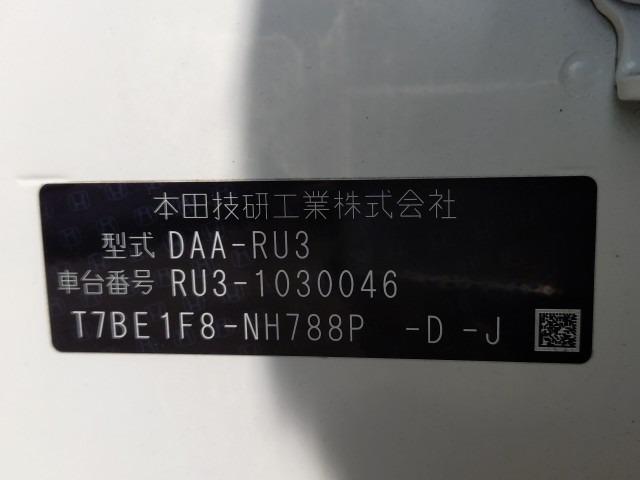 本田技研工業株式会社
型式 DAA-RU3
車台番号 RU3-1030046
T7BE1F8-NH788P -D -J